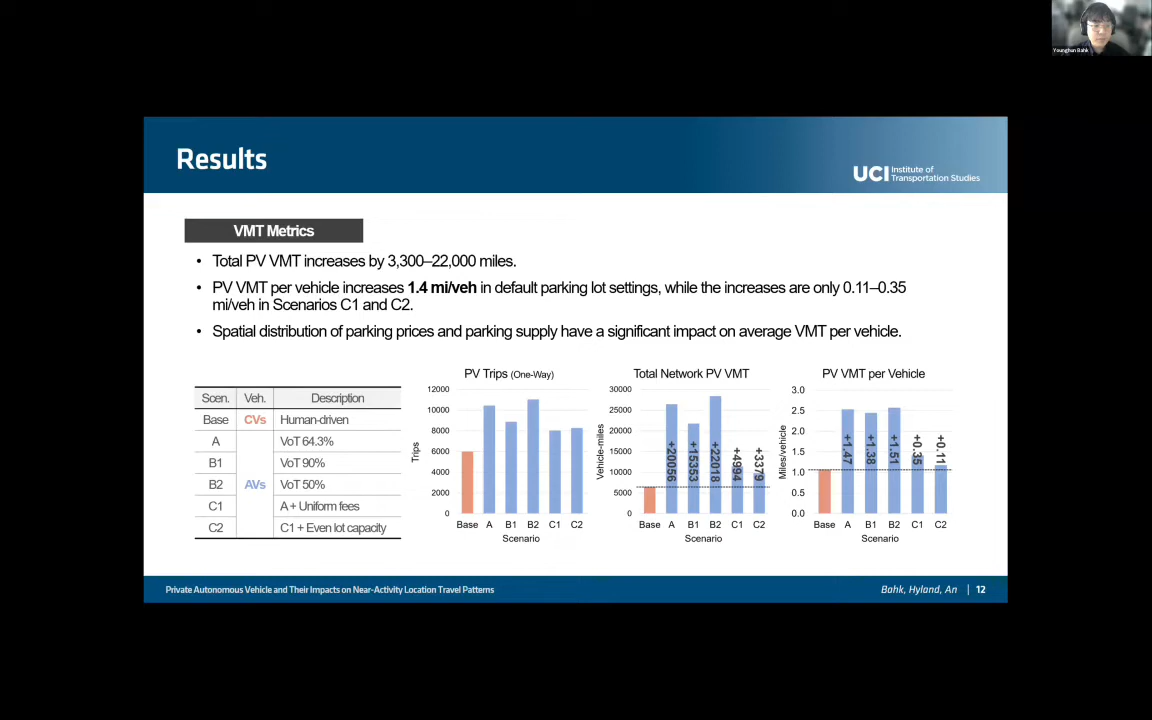 Younghun Bahk
Results
UCI Institute of
Transportation Studies
VMT Metrics
• Total PV VMT increases by 3,300–22,000 miles.
• PV VMT per vehicle increases 1.4 mi/veh in default parking lot settings, while the increases are only 0.11–0.35
mi/veh in Scenarios C1 and C2.
• Spatial distribution of parking prices and parking supply have a significant impact on average VMT per vehicle.
Scen. Veh. Description
Base CVs Human-driven
A VoT 64.3%
B1 VoT 90%
B2 AVs VoT 50%
C1 A + Uniform fees
C2 C1 + Even lot capacity
PV Trips (One-Way)
12000
10000
8000
6000
4000
2000
0
Trips
Base A B1 B2 C1 C2
Scenario
Total Network PV VMT
30000
25000
20000
15000
10000
5000
0
Vehicle-miles
+20056
+15353
+22018
+4994
+3379
Base A B1 B2 C1 C2
Scenario
PV VMT per Vehicle
3.0
2.5
2.0
1.5
1.0
0.5
0.0
Miles/vehicle
+1.47
+1.38
+1.51
+0.35
+0.11
Base A B1 B2 C1 C2
Scenario
Private Autonomous Vehicle and Their Impacts on Near-Activity Location Travel Patterns
Bahk, Hyland, An | 12